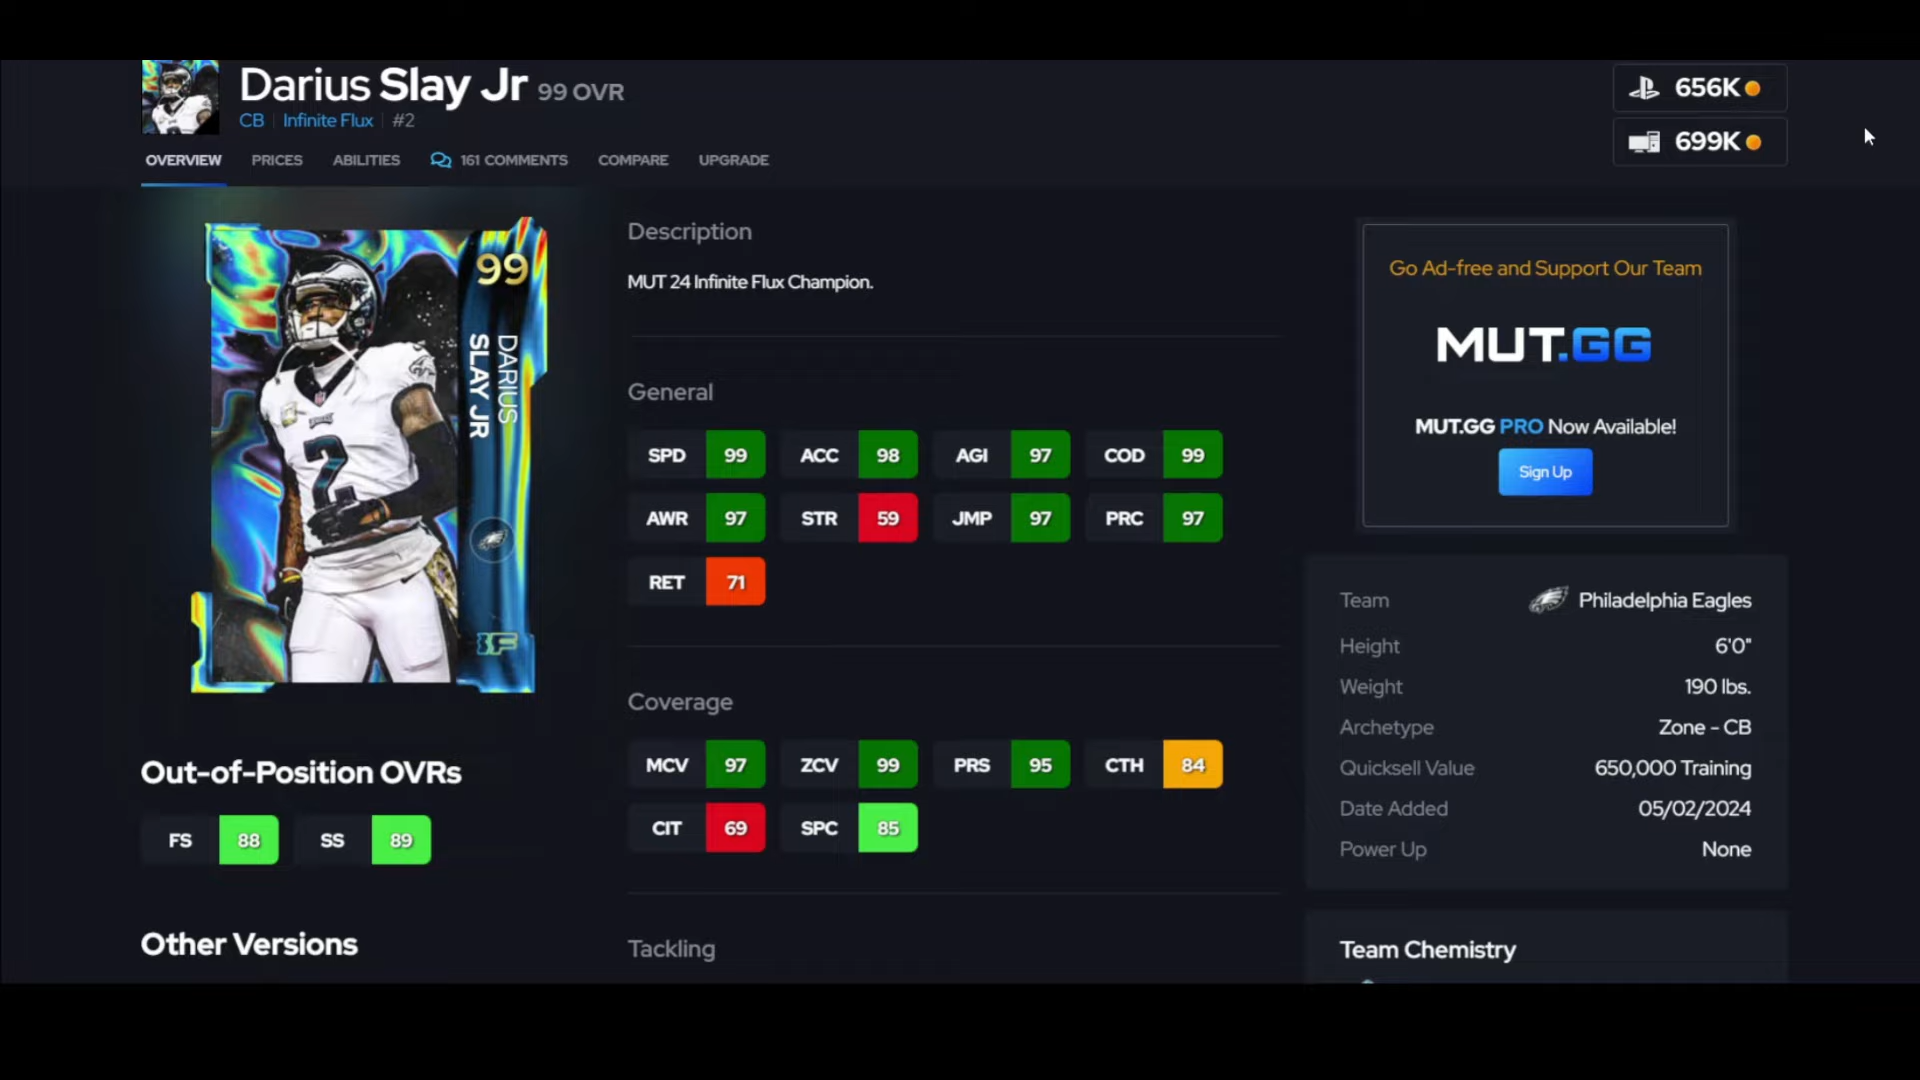 Darius Slay Jr 99 OVR
CB | Infinite Flux | #2
656K
699K
OVERVIEW PRICES ABILITIES 161 COMMENTS COMPARE UPGRADE
99
DARIUS
SLAY JR
2
IF
Description
MUT 24 Infinite Flux Champion.
General
SPD 99 ACC 98 AGI 97 COD 99
AWR 97 STR 59 JMP 97 PRC 97
RET 71
Coverage
MCV 97 ZCV 99 PRS 95 CTH 84
CIT 69 SPC 85
Tackling
Out-of-Position OVRs
FS 88 SS 89
Other Versions
Go Ad-free and Support Our Team
MUT.GG
MUT.GG PRO Now Available!
Sign Up
Team Philadelphia Eagles
Height 6'0"
Weight 190 lbs.
Archetype Zone - CB
Quicksell Value 650,000 Training
Date Added 05/02/2024
Power Up None
Team Chemistry